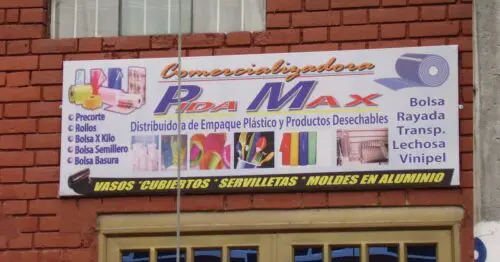 Comercializadora
PIDA MAX
Distribuidora de Empaque Plástico y Productos Desechables
Precorte
Rollos
Bolsa X Kilo
Bolsa Semillero
Bolsa Basura
Bolsa
Rayada
Transp.
Lechosa
Vinipel
VASOS *CUBIERTOS *SERVILLETAS *MOLDES EN ALUMINIO